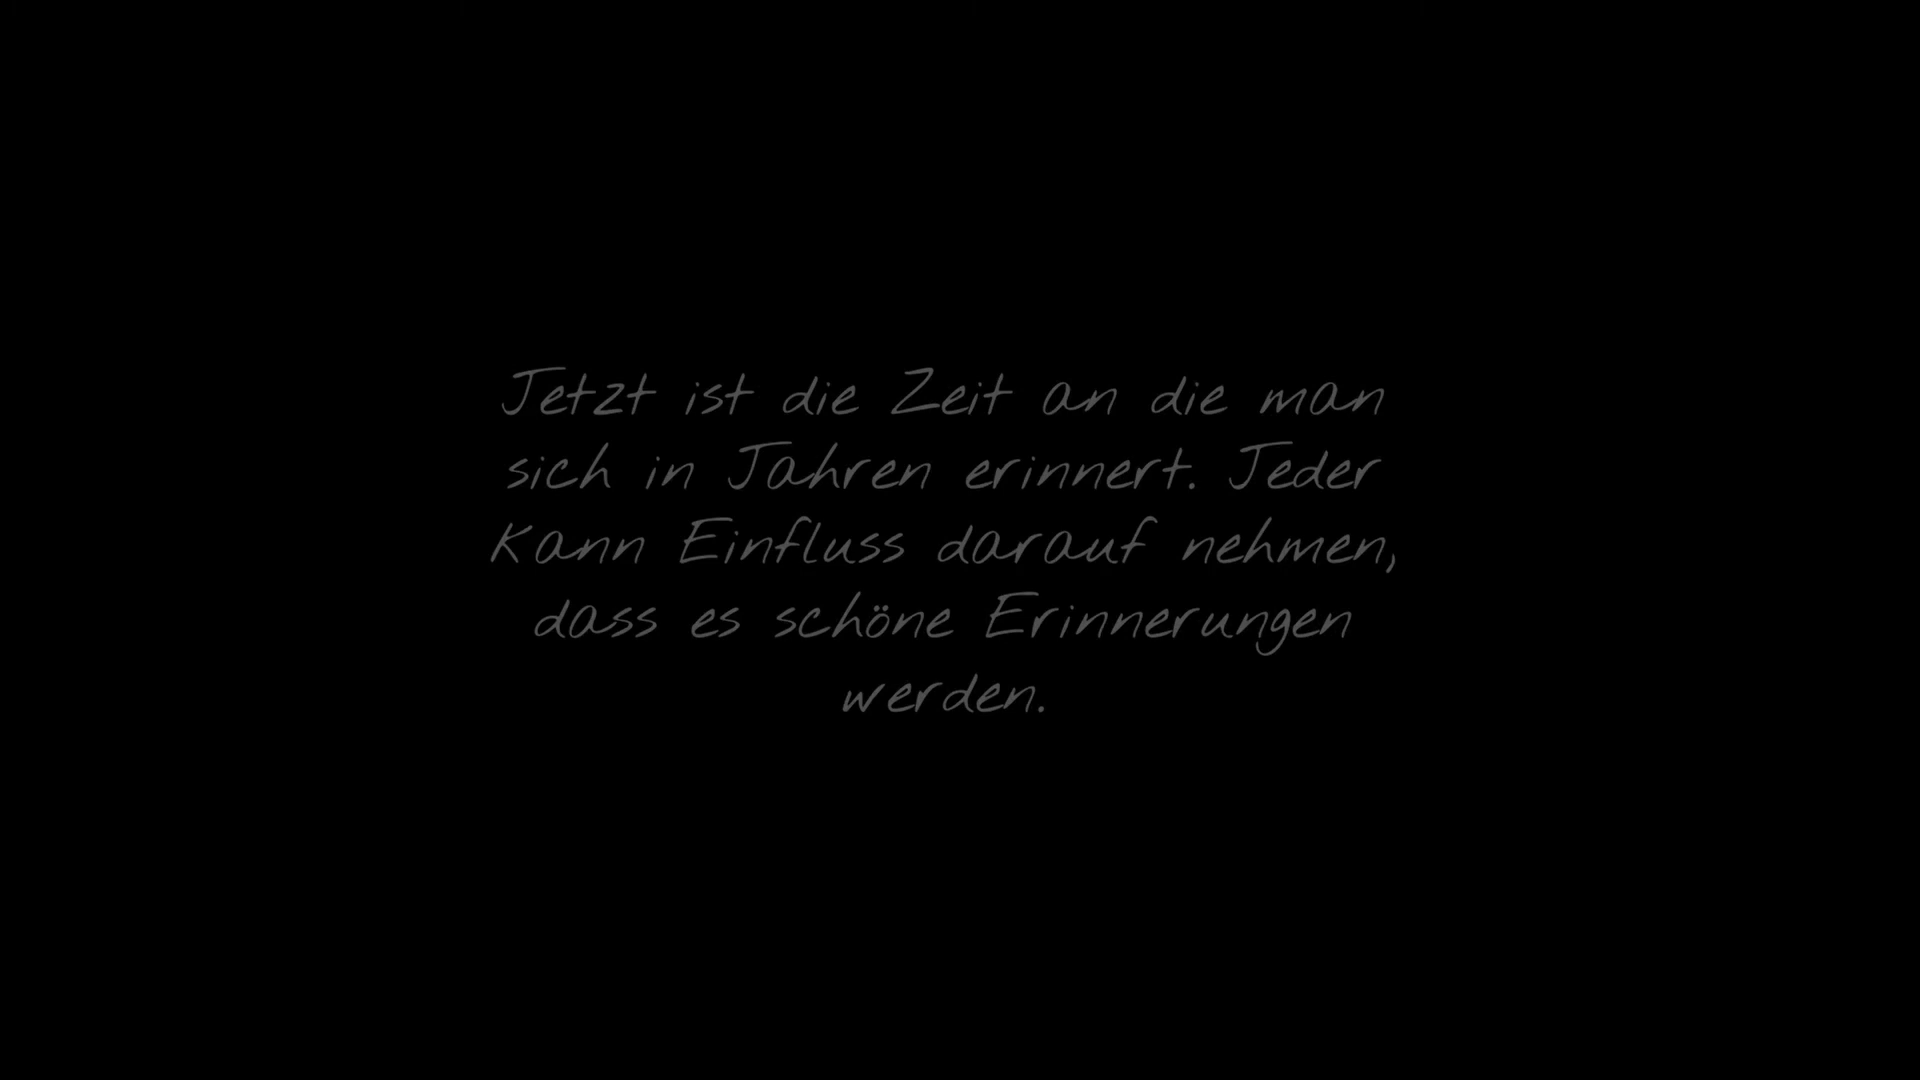 Jetzt ist die Zeit an die man
sich in Jahren erinnert. Jeder
kann Einfluss darauf nehmen,
dass es schöne Erinnerungen
werden.